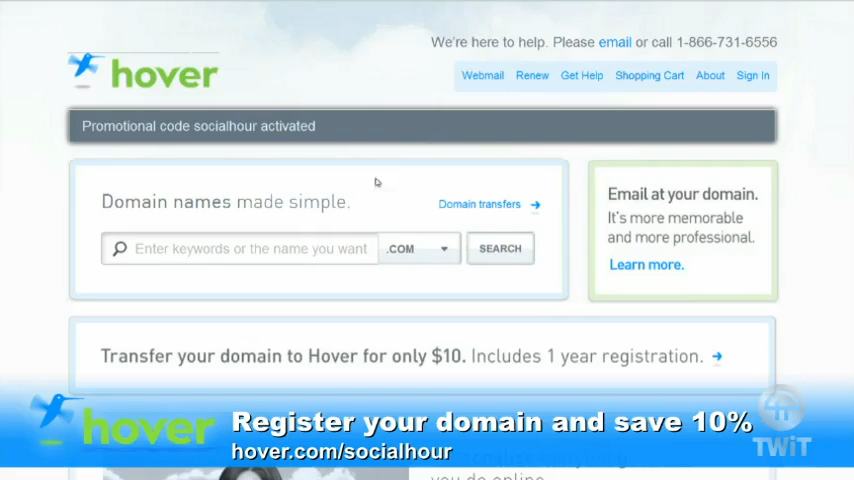 We're here to help. Please email or call 1-866-731-6556
hover
Webmail Renew Get Help Shopping Cart About Sign In
Promotional code socialhour activated
Domain names made simple.
Domain transfers
Enter keywords or the name you want
.COM
SEARCH
Email at your domain.
It's more memorable
and more professional.
Learn more.
Transfer your domain to Hover for only $10. Includes 1 year registration.
hover
Register your domain and save 10%
hover.com/socialhour
TWiT
you do online.